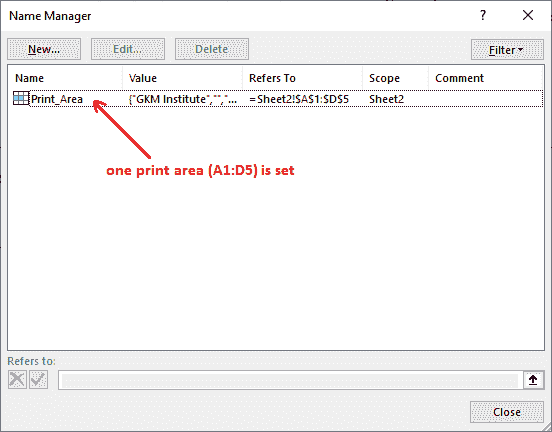 Name Manager ? ×
New... Edit... Delete Filter
Name Value Refers To Scope Comment
Print_Area {"GKM Institute","","... =Sheet2!$A$1:$D$5 Sheet2
one print area (A1:D5) is set
Refers to:
Close